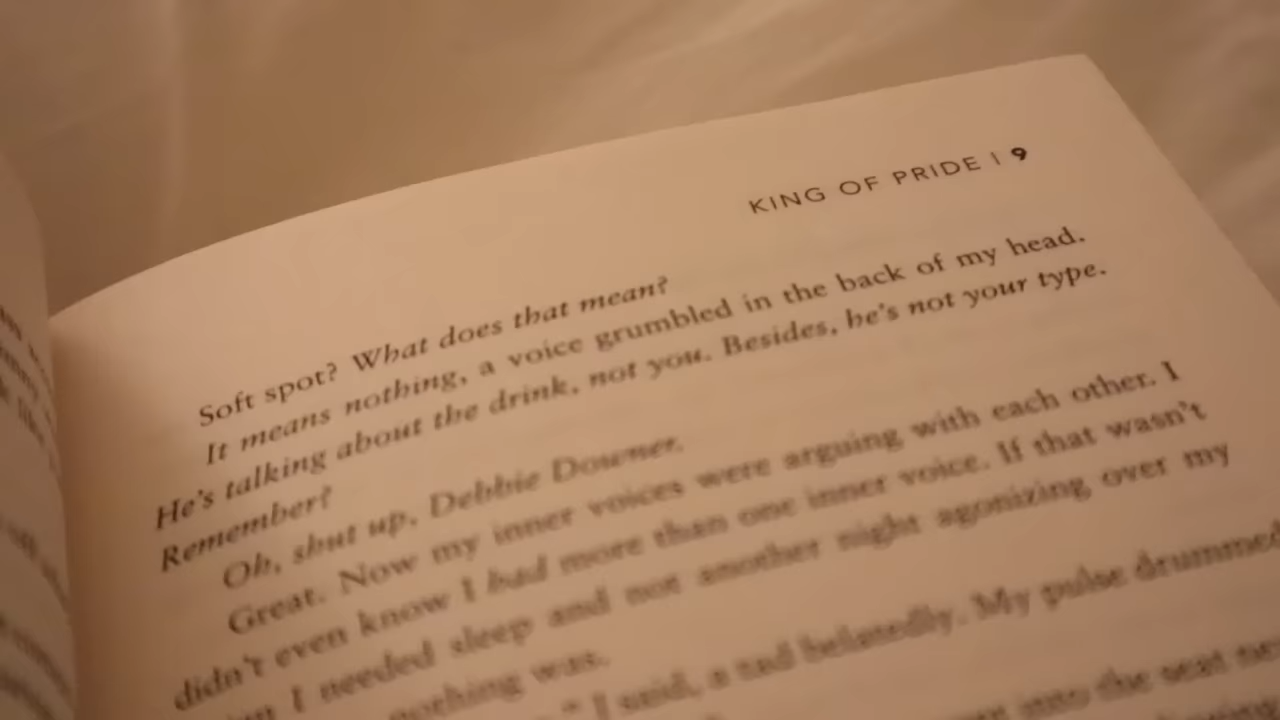 KING OF PRIDE | 9
Soft spot? What does that mean?
It means nothing, a voice grumbled in the back of my head.
He's talking about the drink, not you. Besides, he's not your type.
Remember?
Oh, shut up, Debbie Downer.
Great. Now my inner voices were arguing with each other. I
didn't even know I had more than one inner voice. If that wasn't
I needed sleep and not another night agonizing over my
nothing was.
" I said, a tad belatedly. My pulse drummed
into the seat